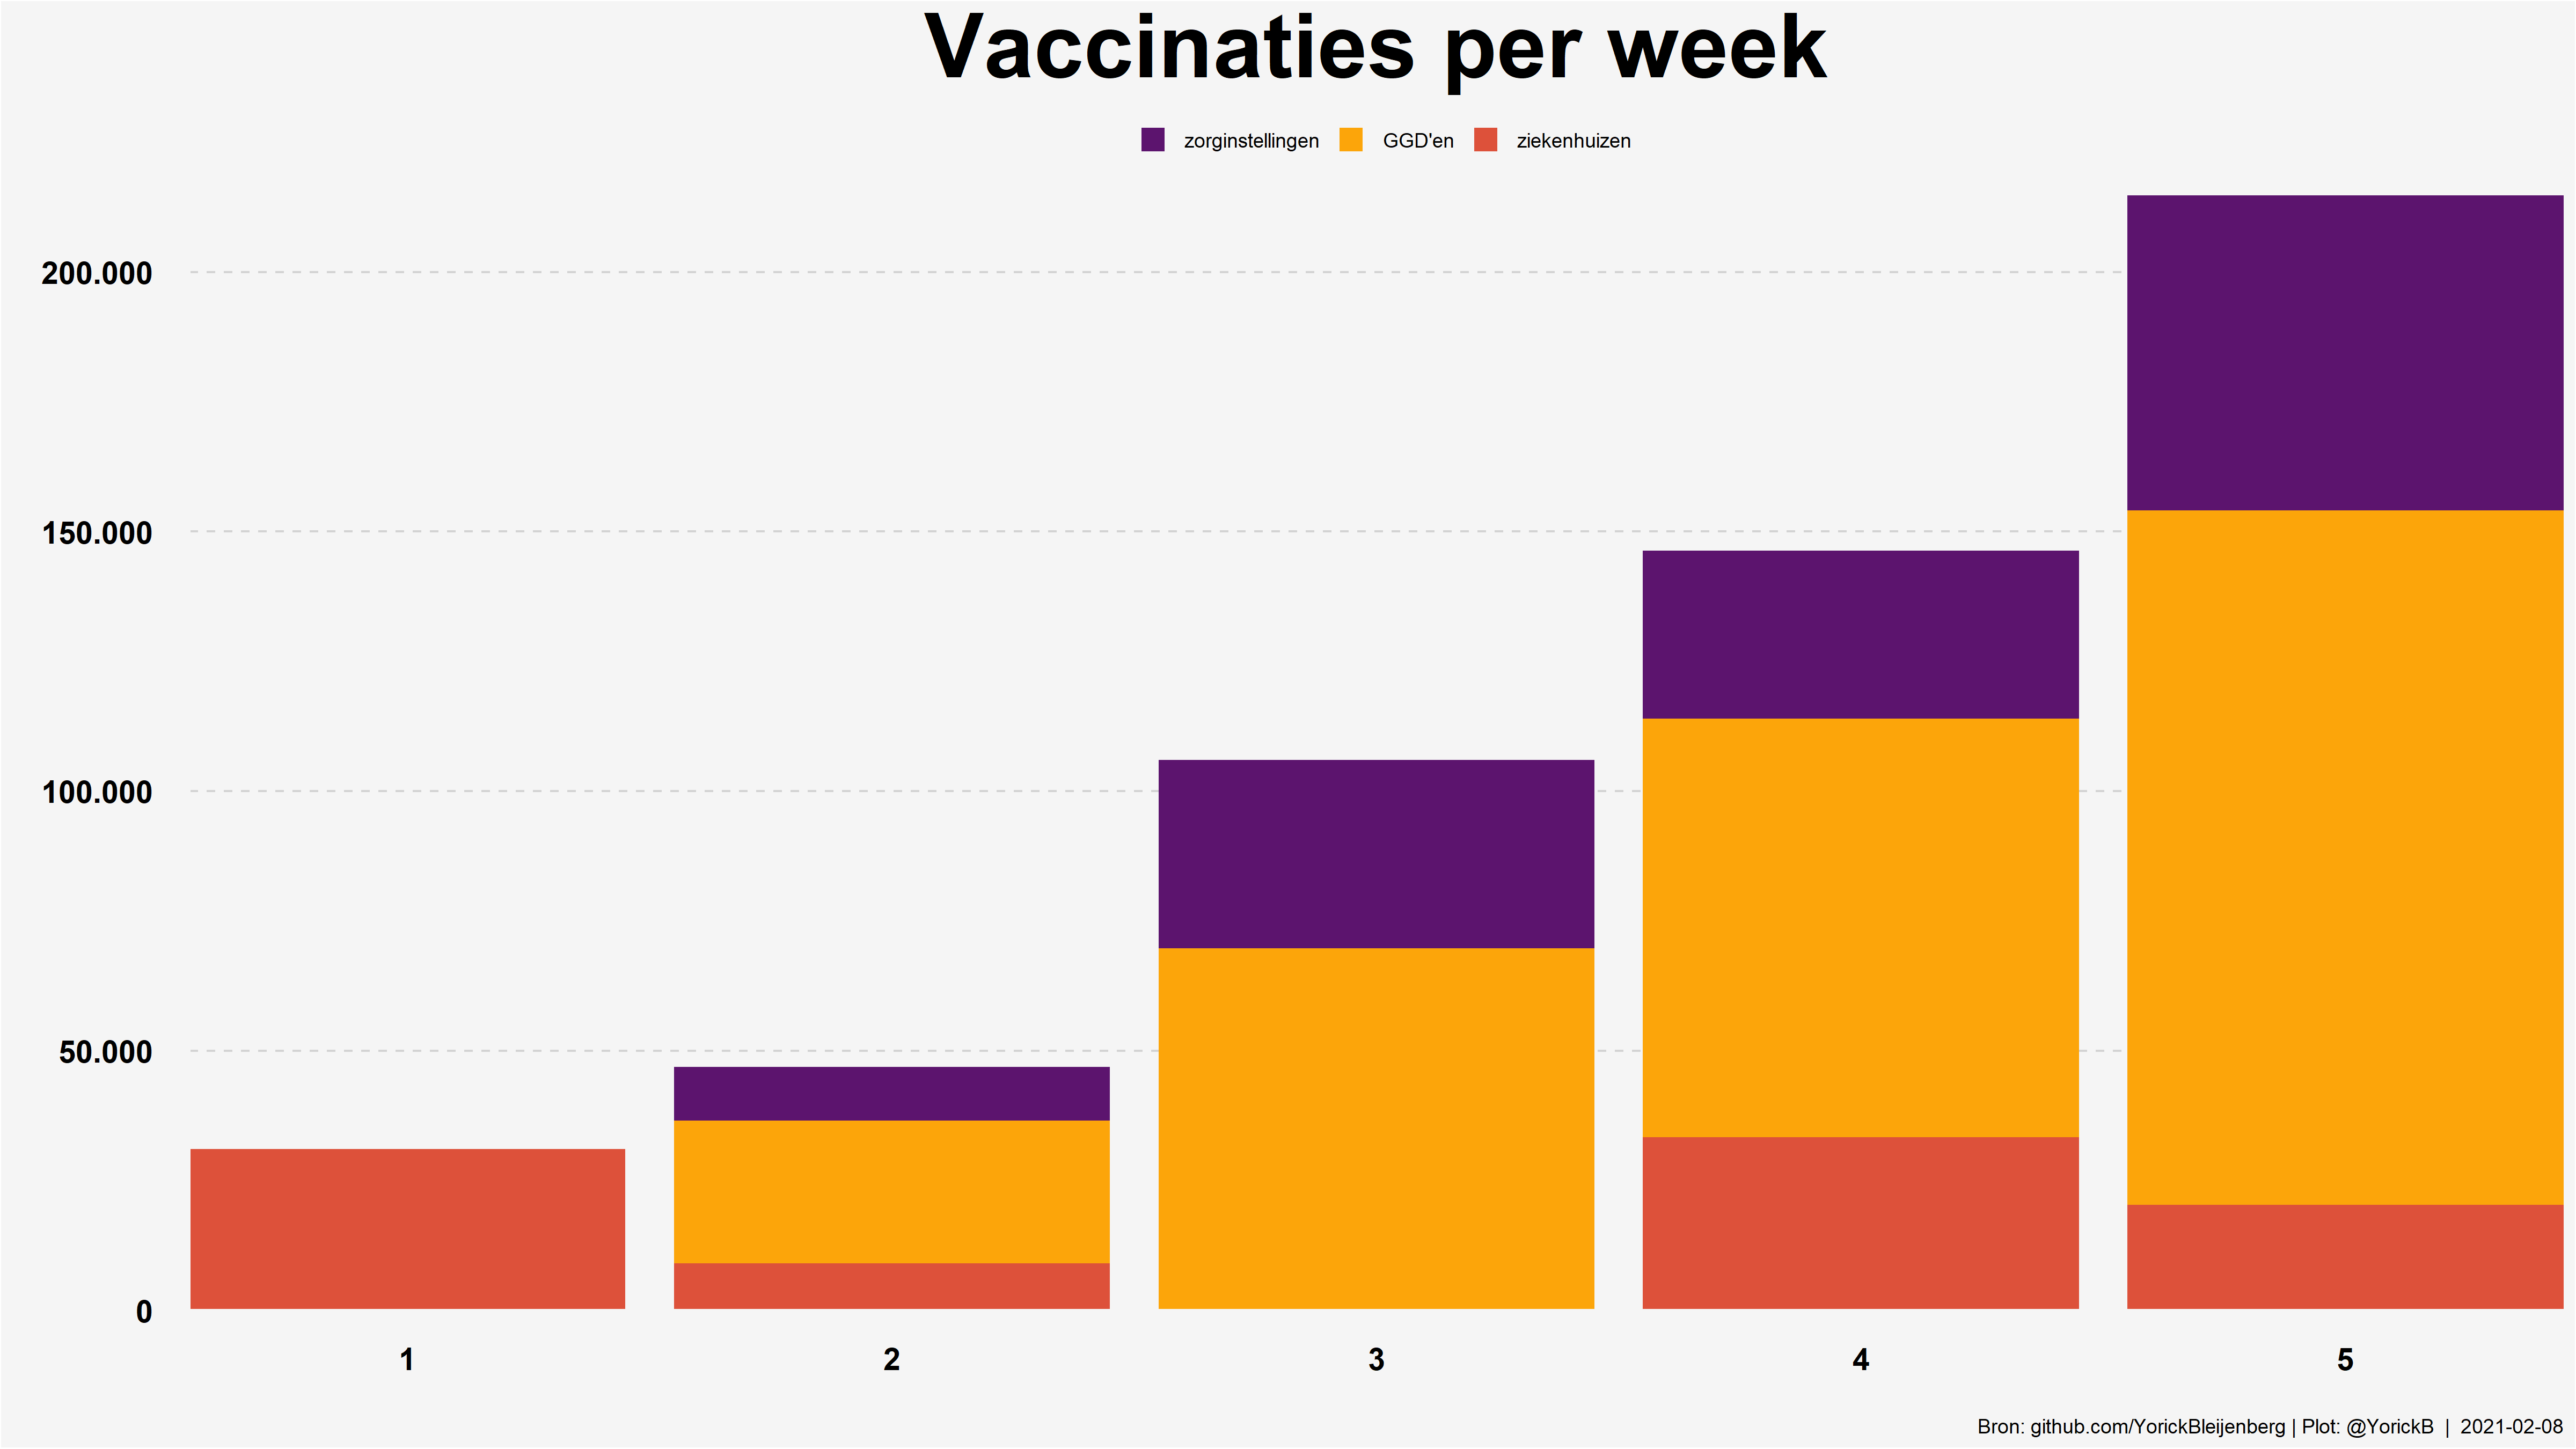 Vaccinaties per week
zorginstellingen GGD'en ziekenhuizen
200.000
150.000
100.000
50.000
0
1 2 3 4 5
Bron: github.com/YorickBleijenberg | Plot: @YorickB | 2021-02-08